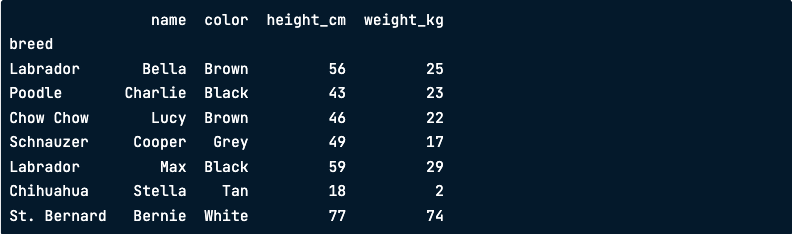 name color height_cm weight_kg
breed
Labrador Bella Brown 56 25
Poodle Charlie Black 43 23
Chow Chow Lucy Brown 46 22
Schnauzer Cooper Grey 49 17
Labrador Max Black 59 29
Chihuahua Stella Tan 18 2
St. Bernard Bernie White 77 74